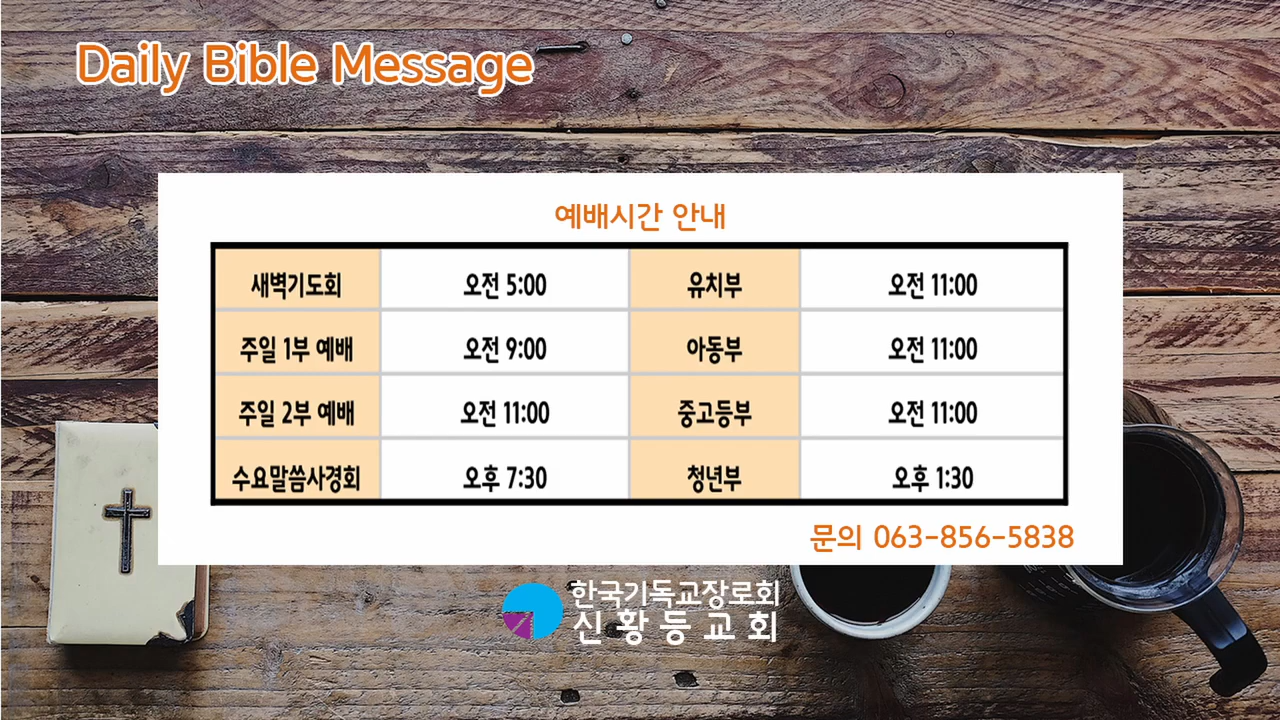 Daily Bible Message
예배시간 안내
새벽기도회 오전 5:00 유치부 오전 11:00
주일 1부 예배 오전 9:00 아동부 오전 11:00
주일 2부 예배 오전 11:00 중고등부 오전 11:00
수요말씀사경회 오후 7:30 청년부 오후 1:30
문의 063-856-5838
한국기독교장로회
신황등교회